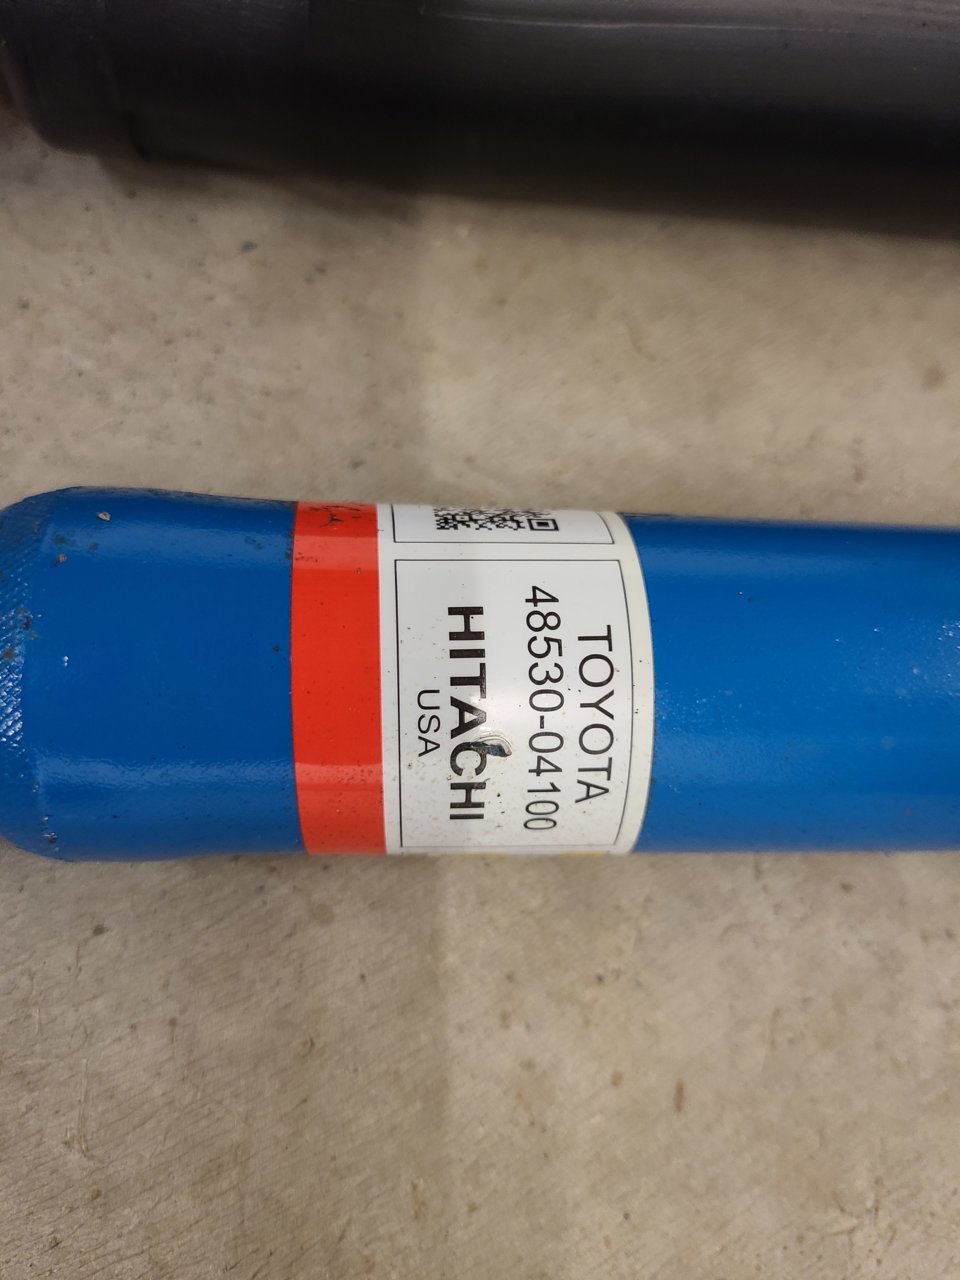 TOYOTA
48530-04100
HITACHI
USA